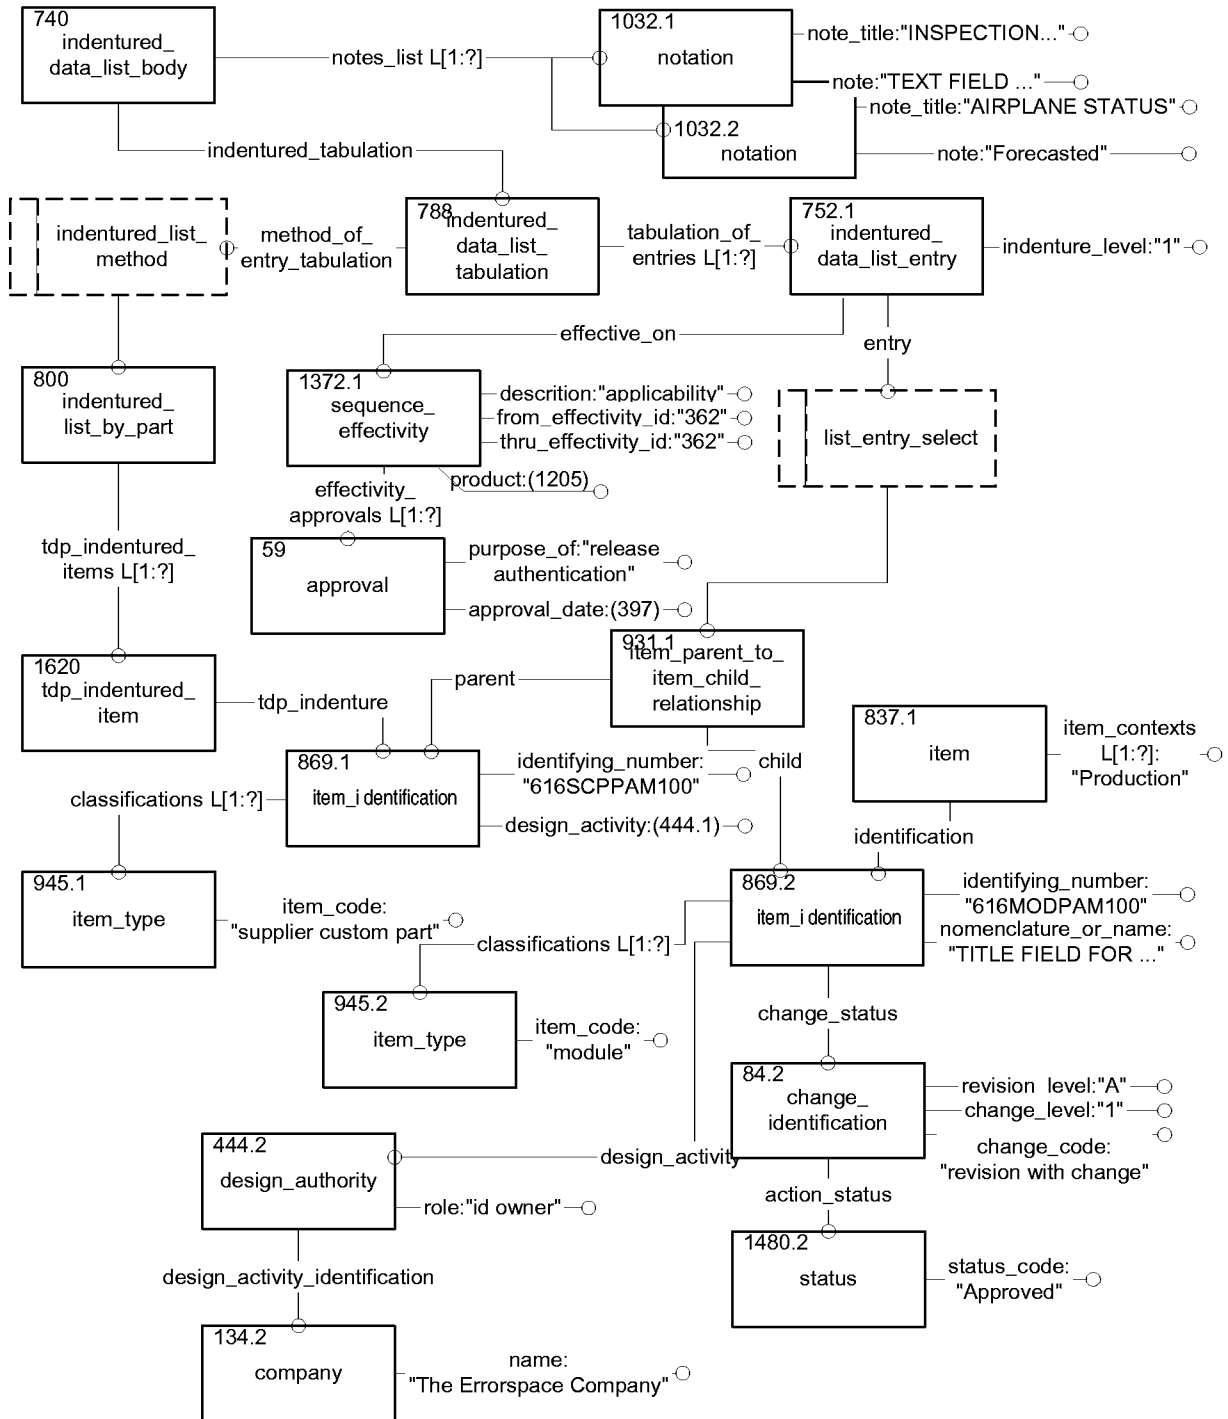 740
indentured_
data_list_body
notes_list L[1:?]
1032.1
notation
note_title:"INSPECTION..."
note:"TEXT FIELD ..."
note_title:"AIRPLANE STATUS"
1032.2
notation
note:"Forecasted"
indentured_tabulation
indentured_list_
method
method_of_
entry_tabulation
788
indentured_
data_list_
tabulation
tabulation_of_
entries L[1:?]
752.1
indentured_
data_list_entry
indenture_level:"1"
effective_on
entry
800
indentured_
list_by_part
1372.1
sequence_
effectivity
descrition:"applicability"
from_effectivity_id:"362"
thru_effectivity_id:"362"
product:(1205)
list_entry_select
effectivity_
approvals L[1:?]
tdp_indentured_
items L[1:?]
59
approval
purpose_of:"release
authentication"
approval_date:(397)
931.1
item_parent_to_
item_child_
relationship
1620
tdp_indentured_
item
tdp_indenture
parent
child
837.1
item
item_contexts
L[1:?]:
"Production"
869.1
item_i dentification
identifying_number:
"616SCPPAM100"
design_activity:(444.1)
classifications L[1:?]
identification
945.1
item_type
item_code:
"supplier custom part"
869.2
item_i dentification
identifying_number:
"616MODPAM100"
nomenclature_or_name:
"TITLE FIELD FOR ..."
classifications L[1:?]
945.2
item_type
item_code:
"module"
change_status
84.2
change_
identification
revision level:"A"
change_level:"1"
change_code:
"revision with change"
444.2
design_authority
design_activity
role:"id owner"
action_status
1480.2
status
status_code:
"Approved"
design_activity_identification
134.2
company
name:
"The Errorspace Company"